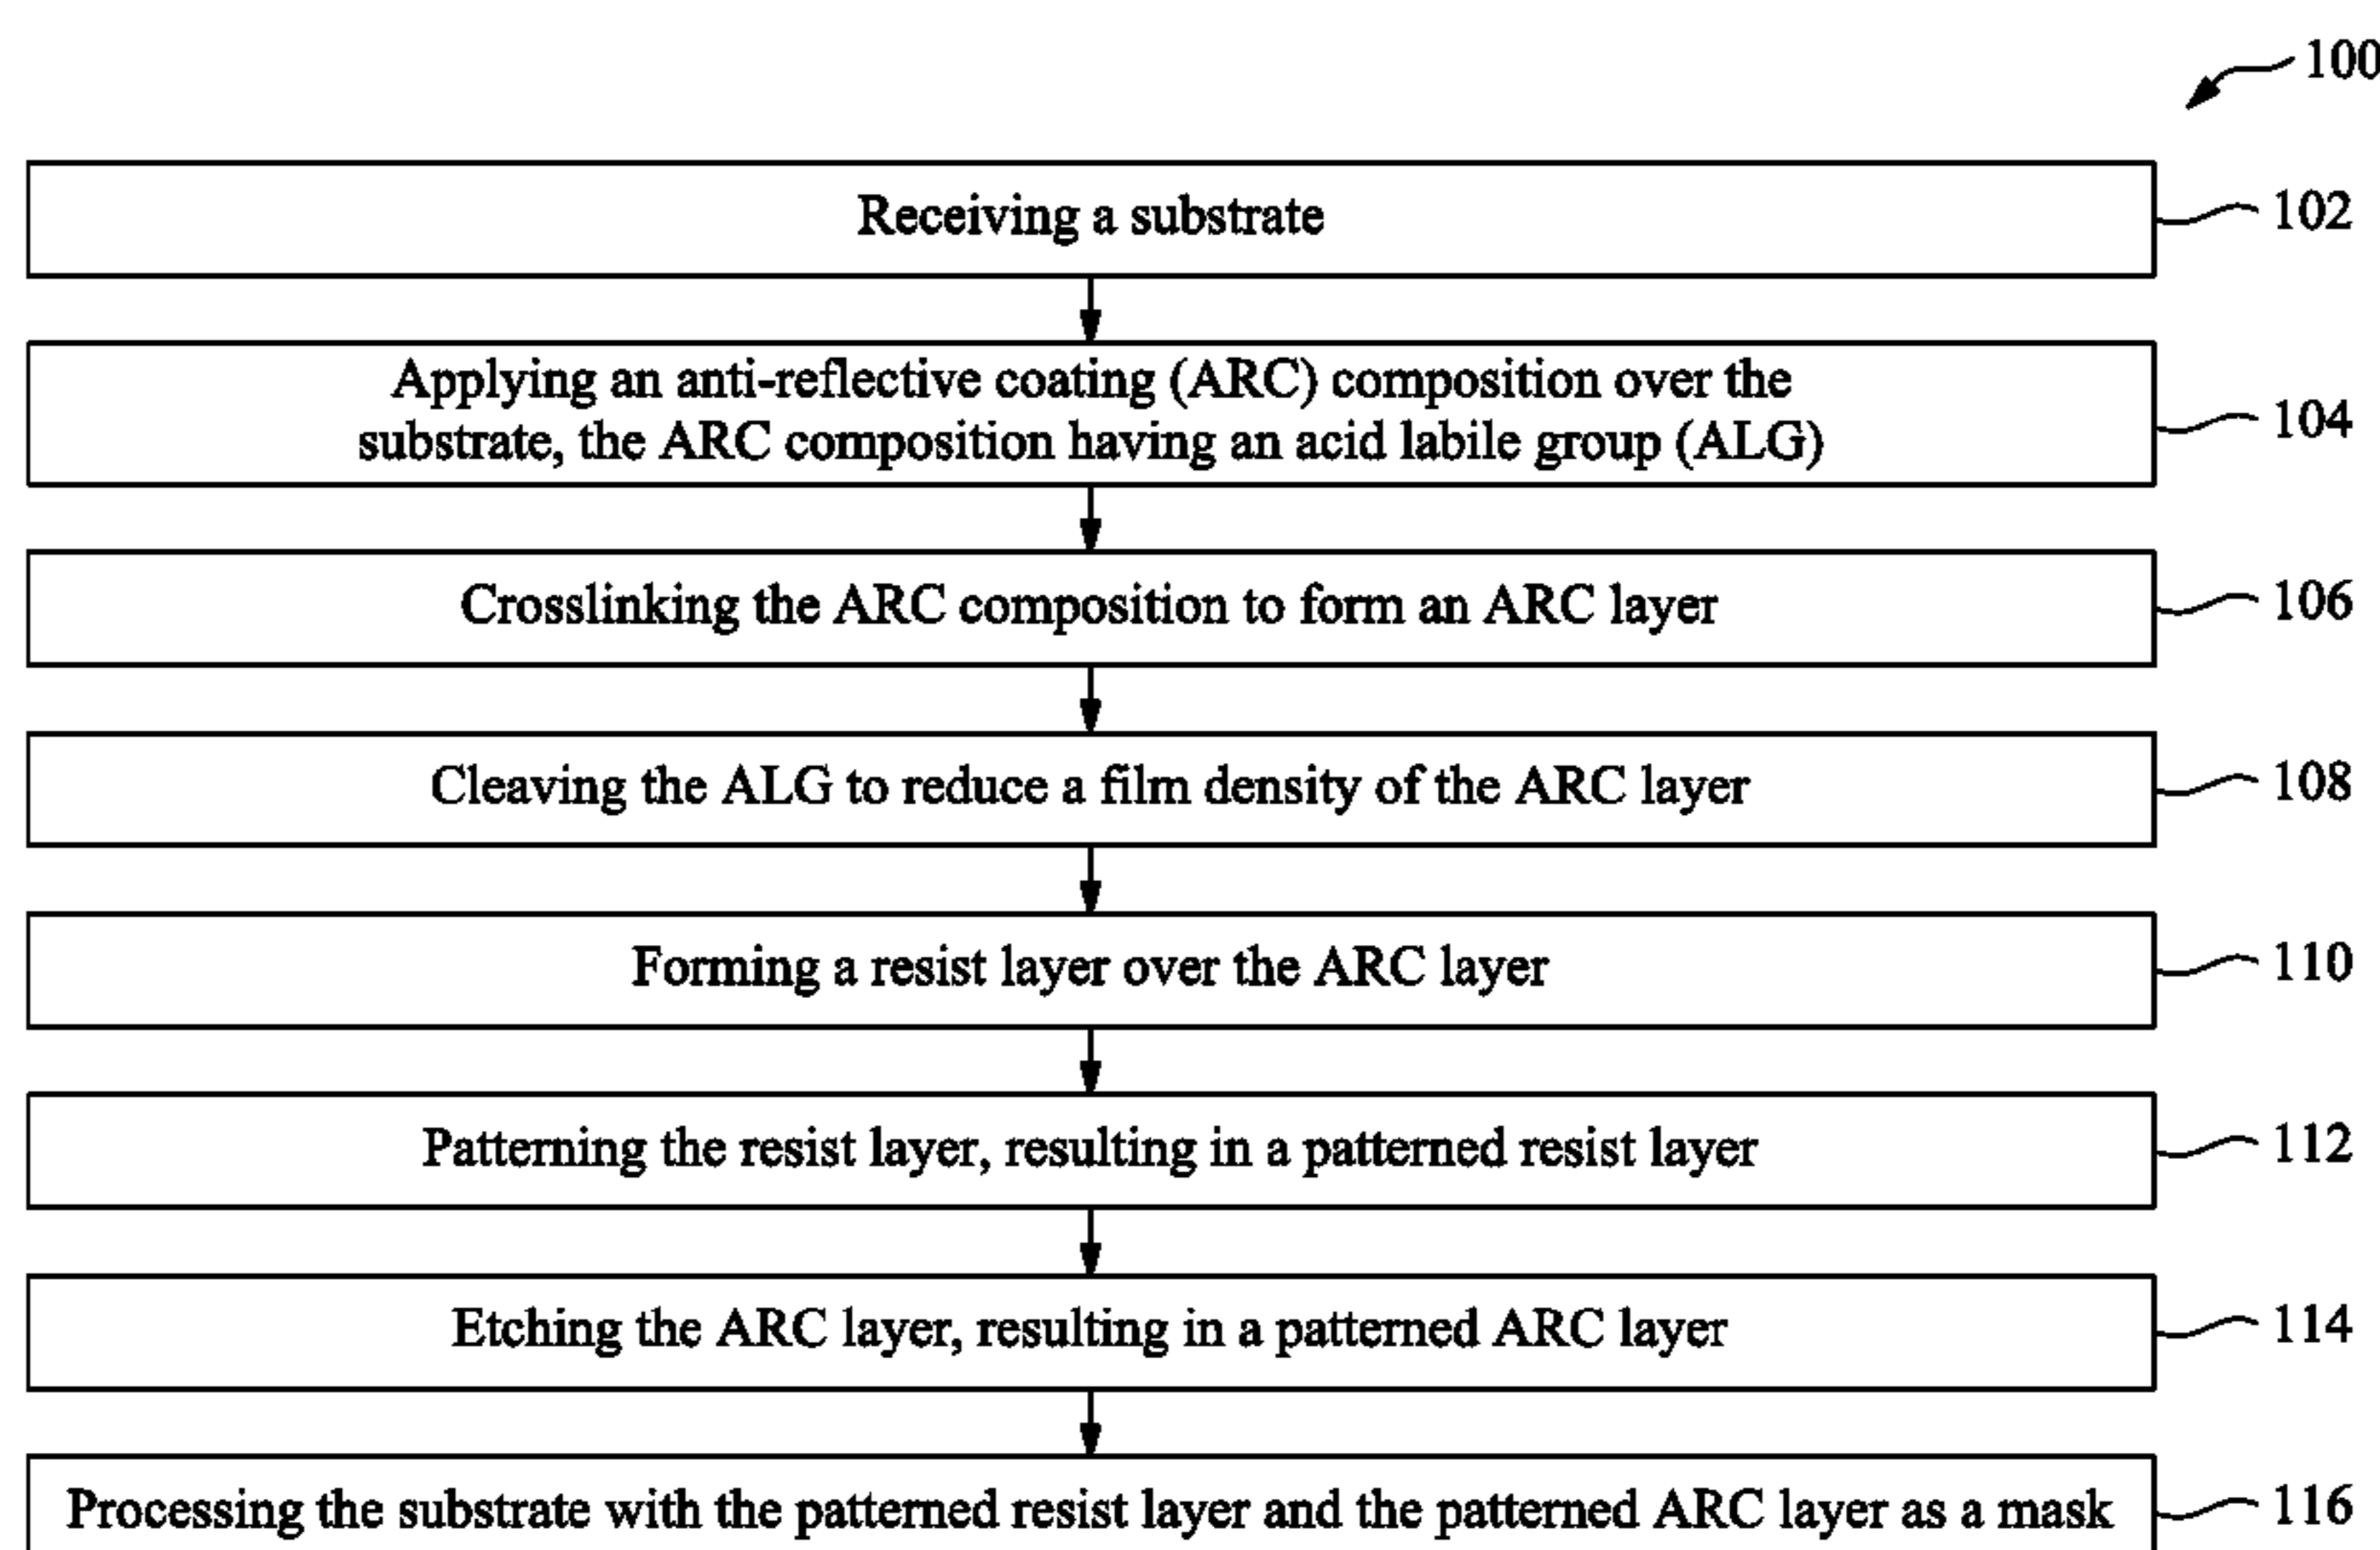 100
Receiving a substrate
102
Applying an anti-reflective coating (ARC) composition over the
substrate, the ARC composition having an acid labile group (ALG)
104
Crosslinking the ARC composition to form an ARC layer
106
Cleaving the ALG to reduce a film density of the ARC layer
108
Forming a resist layer over the ARC layer
110
Patterning the resist layer, resulting in a patterned resist layer
112
Etching the ARC layer, resulting in a patterned ARC layer
114
Processing the substrate with the patterned resist layer and the patterned ARC layer as a mask
116